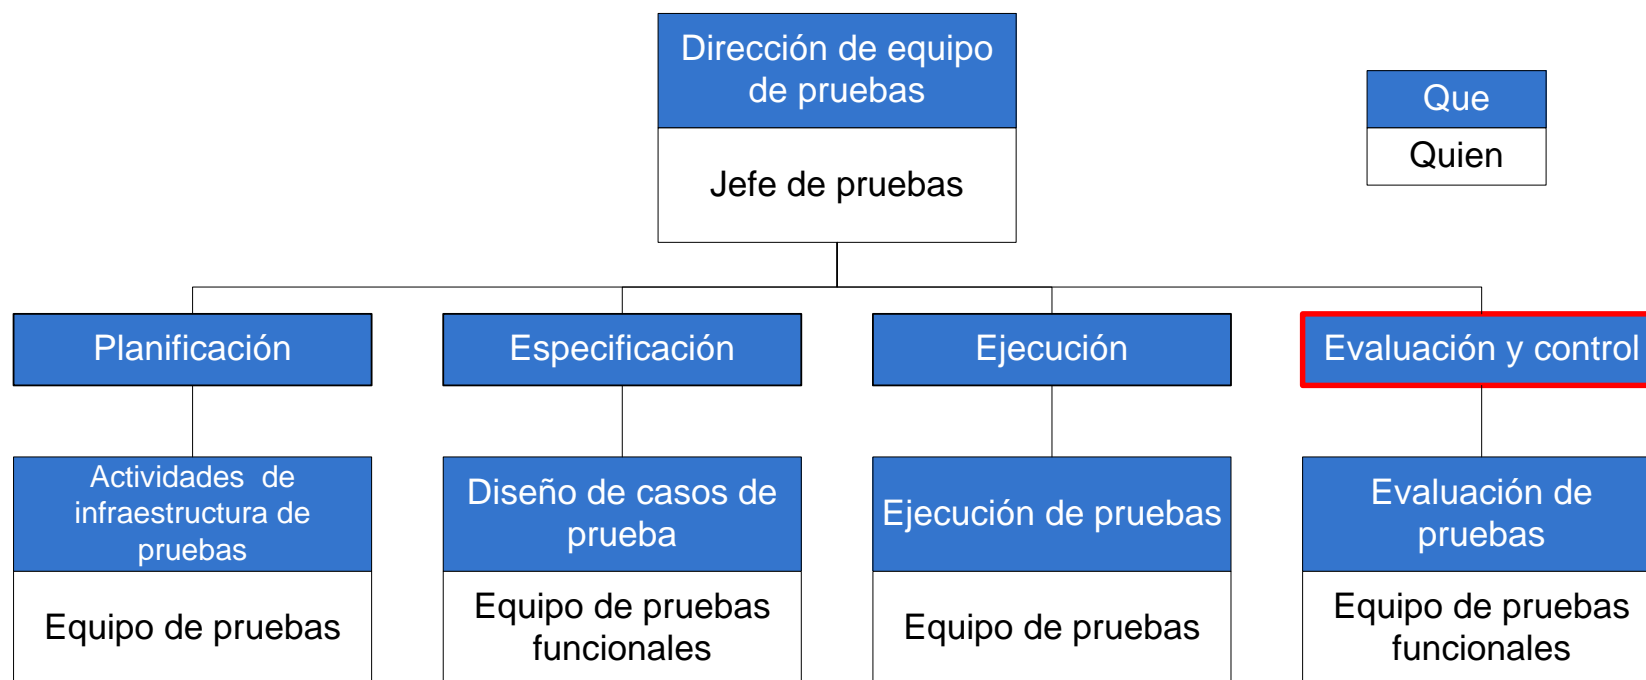 Dirección de equipo
de pruebas
Jefe de pruebas
Que
Quien
Planificación
Especificación
Ejecución
Evaluación y control
Actividades de
infraestructura de
pruebas
Equipo de pruebas
Diseño de casos de
prueba
Equipo de pruebas
funcionales
Ejecución de pruebas
Equipo de pruebas
Evaluación de
pruebas
Equipo de pruebas
funcionales